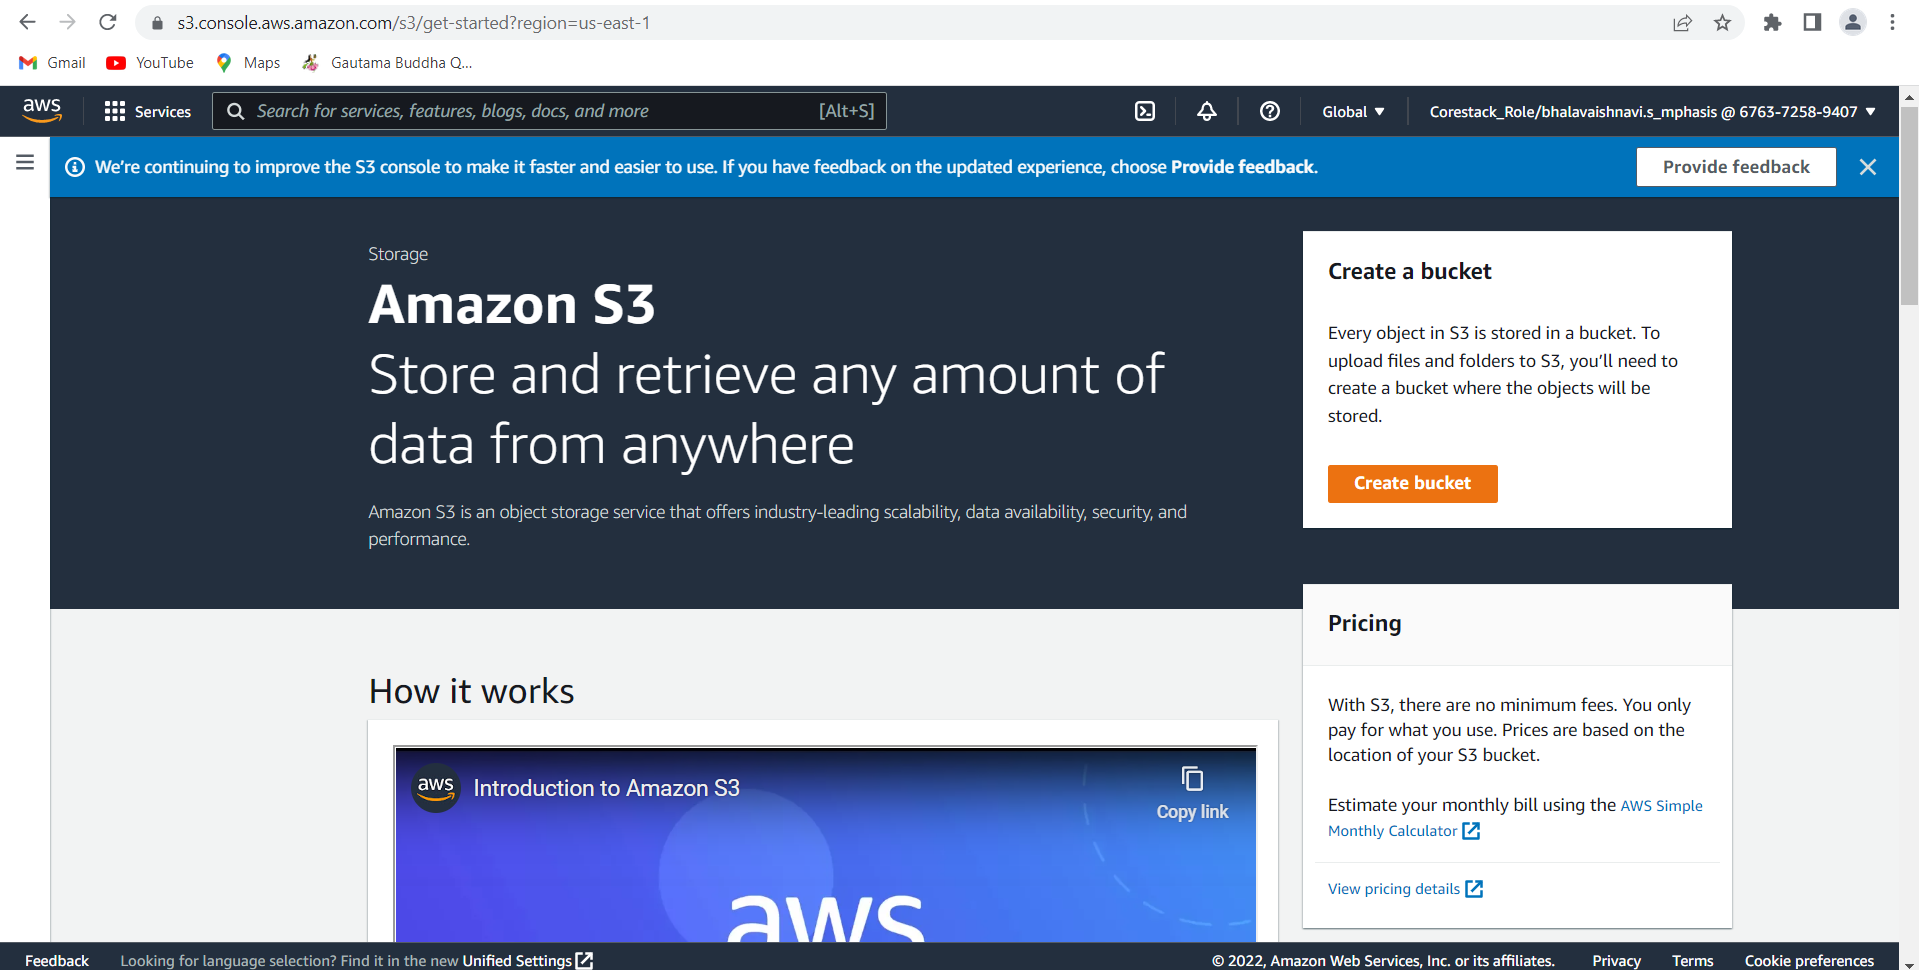 s3.console.aws.amazon.com/s3/get-started?region=us-east-1
Gmail YouTube Maps Gautama Buddha Q...
aws Services Search for services, features, blogs, docs, and more [Alt+S] Global ▼ Corestack_Role/bhalavaishnavi.s_mphasis @ 6763-7258-9407 ▼
We're continuing to improve the S3 console to make it faster and easier to use. If you have feedback on the updated experience, choose Provide feedback. Provide feedback
Storage
Amazon S3
Store and retrieve any amount of
data from anywhere
Amazon S3 is an object storage service that offers industry-leading scalability, data availability, security, and
performance.
Create a bucket
Every object in S3 is stored in a bucket. To
upload files and folders to S3, you'll need to
create a bucket where the objects will be
stored.
Create bucket
Pricing
With S3, there are no minimum fees. You only
pay for what you use. Prices are based on the
location of your S3 bucket.
Estimate your monthly bill using the AWS Simple
Monthly Calculator
View pricing details
How it works
aws Introduction to Amazon S3
Copy link
aws
Feedback Looking for language selection? Find it in the new Unified Settings © 2022, Amazon Web Services, Inc. or its affiliates. Privacy Terms Cookie preferences